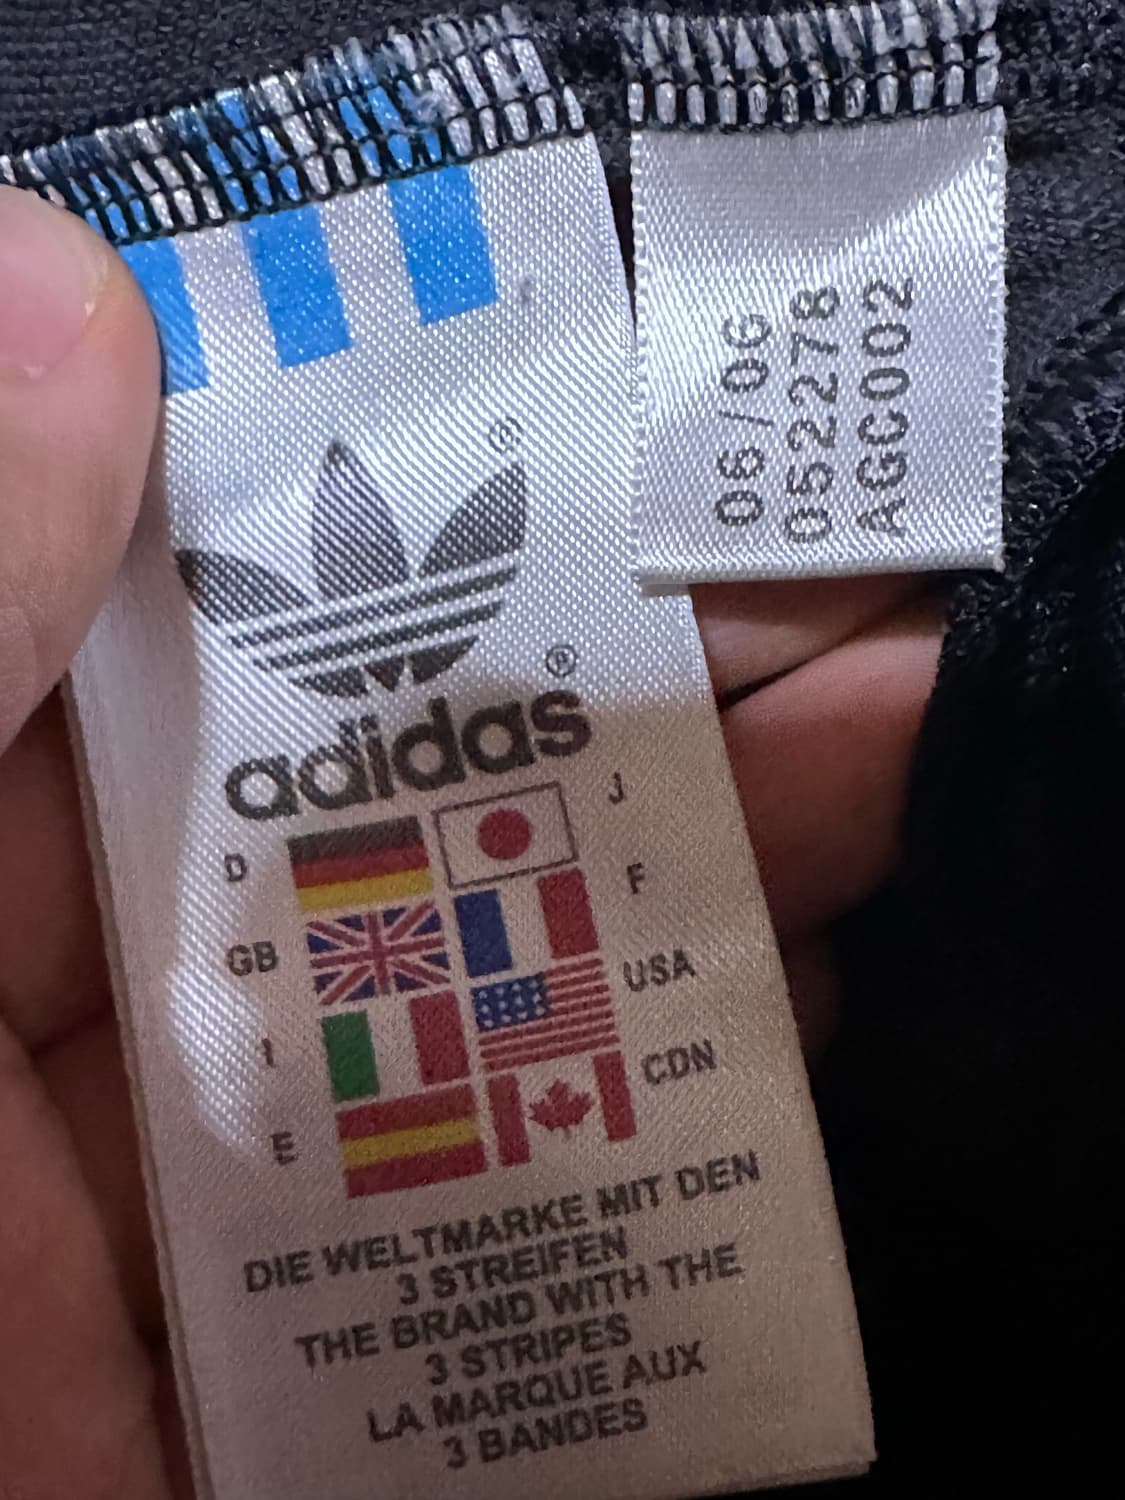 06/06
052278
AGC002
®
®
adidas
D
J
GB
F
I
USA
E
CDN
DIE WELTMARKE MIT DEN
3 STREIFEN
THE BRAND WITH THE
3 STRIPES
LA MARQUE AUX
3 BANDES